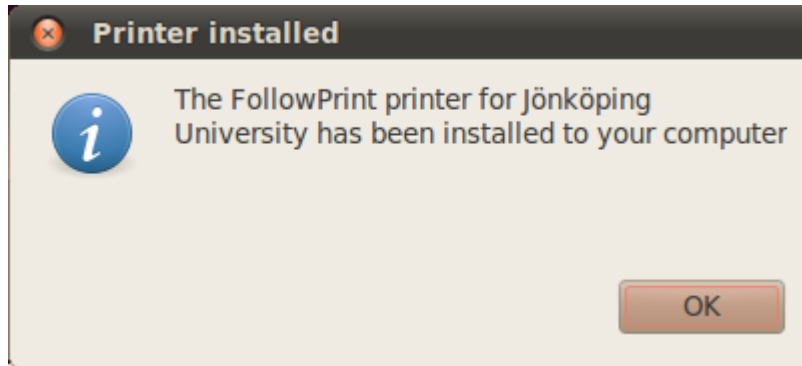 Printer installed
The FollowPrint printer for Jönköping
University has been installed to your computer
OK